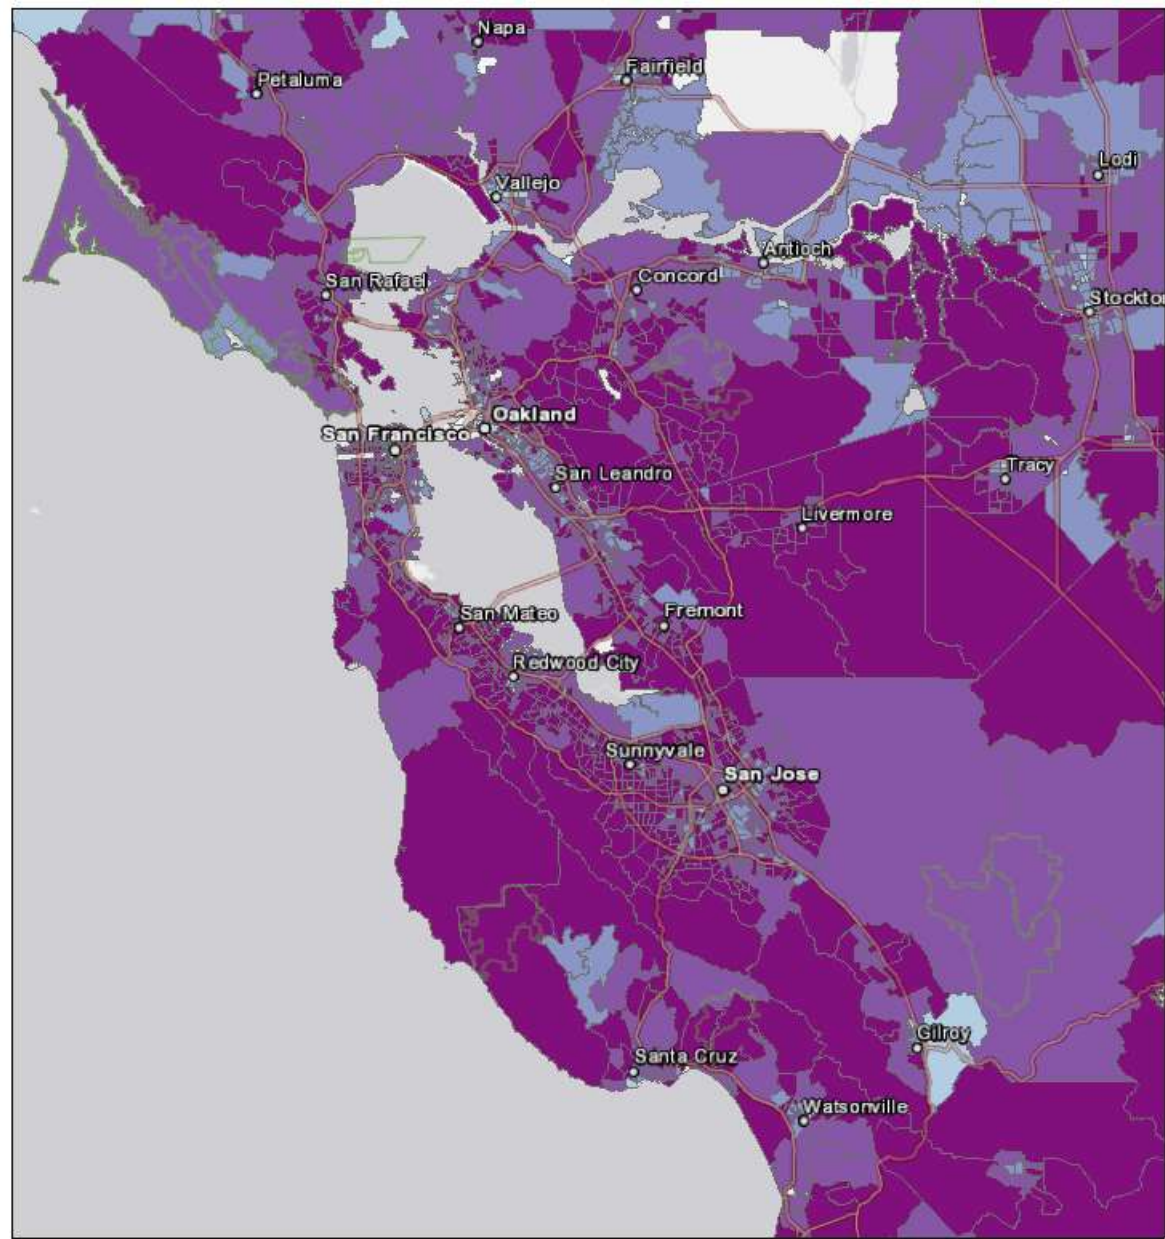 Napa
Fairfield
Petaluma
Lodi
Vallejo
Antioch
San Rafael
Concord
Stockton
Oakland
San Francisco
Tracy
San Leandro
Livermore
San Mateo
Fremont
Redwood City
Sunnyvale
San Jose
Gilroy
Santa Cruz
Watsonville